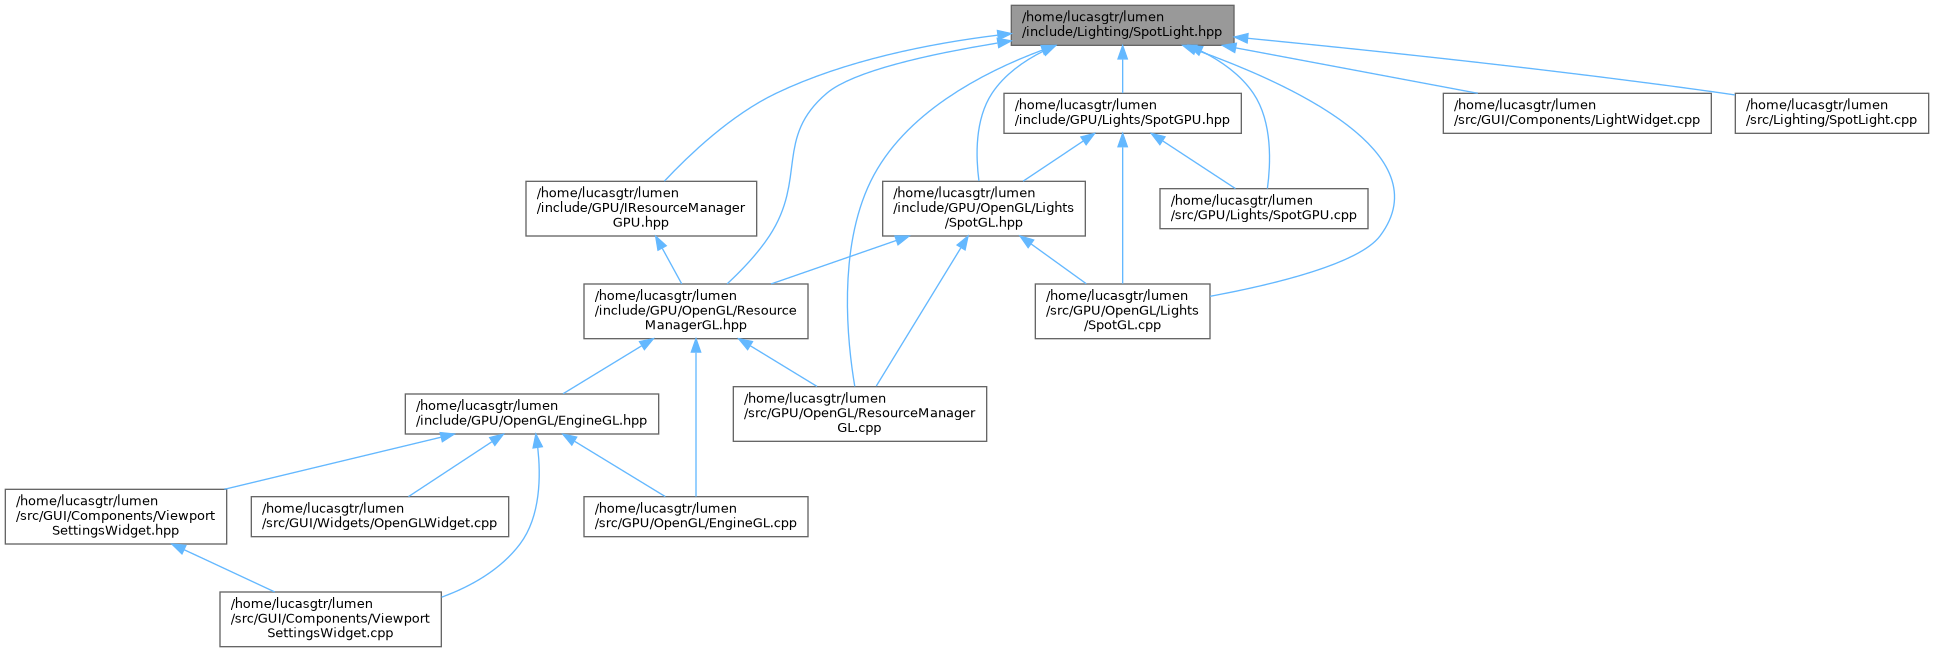 /home/lucasgtr/lumen
/include/Lighting/SpotLight.hpp
/home/lucasgtr/lumen
/include/GPU/Lights/SpotGPU.hpp
/home/lucasgtr/lumen
/src/GUI/Components/LightWidget.cpp
/home/lucasgtr/lumen
/src/Lighting/SpotLight.cpp
/home/lucasgtr/lumen
/include/GPU/IResourceManager
GPU.hpp
/home/lucasgtr/lumen
/include/GPU/OpenGL/Lights
/SpotGL.hpp
/home/lucasgtr/lumen
/src/GPU/Lights/SpotGPU.cpp
/home/lucasgtr/lumen
/include/GPU/OpenGL/Resource
ManagerGL.hpp
/home/lucasgtr/lumen
/src/GPU/OpenGL/Lights
/SpotGL.cpp
/home/lucasgtr/lumen
/include/GPU/OpenGL/EngineGL.hpp
/home/lucasgtr/lumen
/src/GPU/OpenGL/ResourceManager
GL.cpp
/home/lucasgtr/lumen
/src/GUI/Components/Viewport
SettingsWidget.hpp
/home/lucasgtr/lumen
/src/GUI/Widgets/OpenGLWidget.cpp
/home/lucasgtr/lumen
/src/GPU/OpenGL/EngineGL.cpp
/home/lucasgtr/lumen
/src/GUI/Components/Viewport
SettingsWidget.cpp